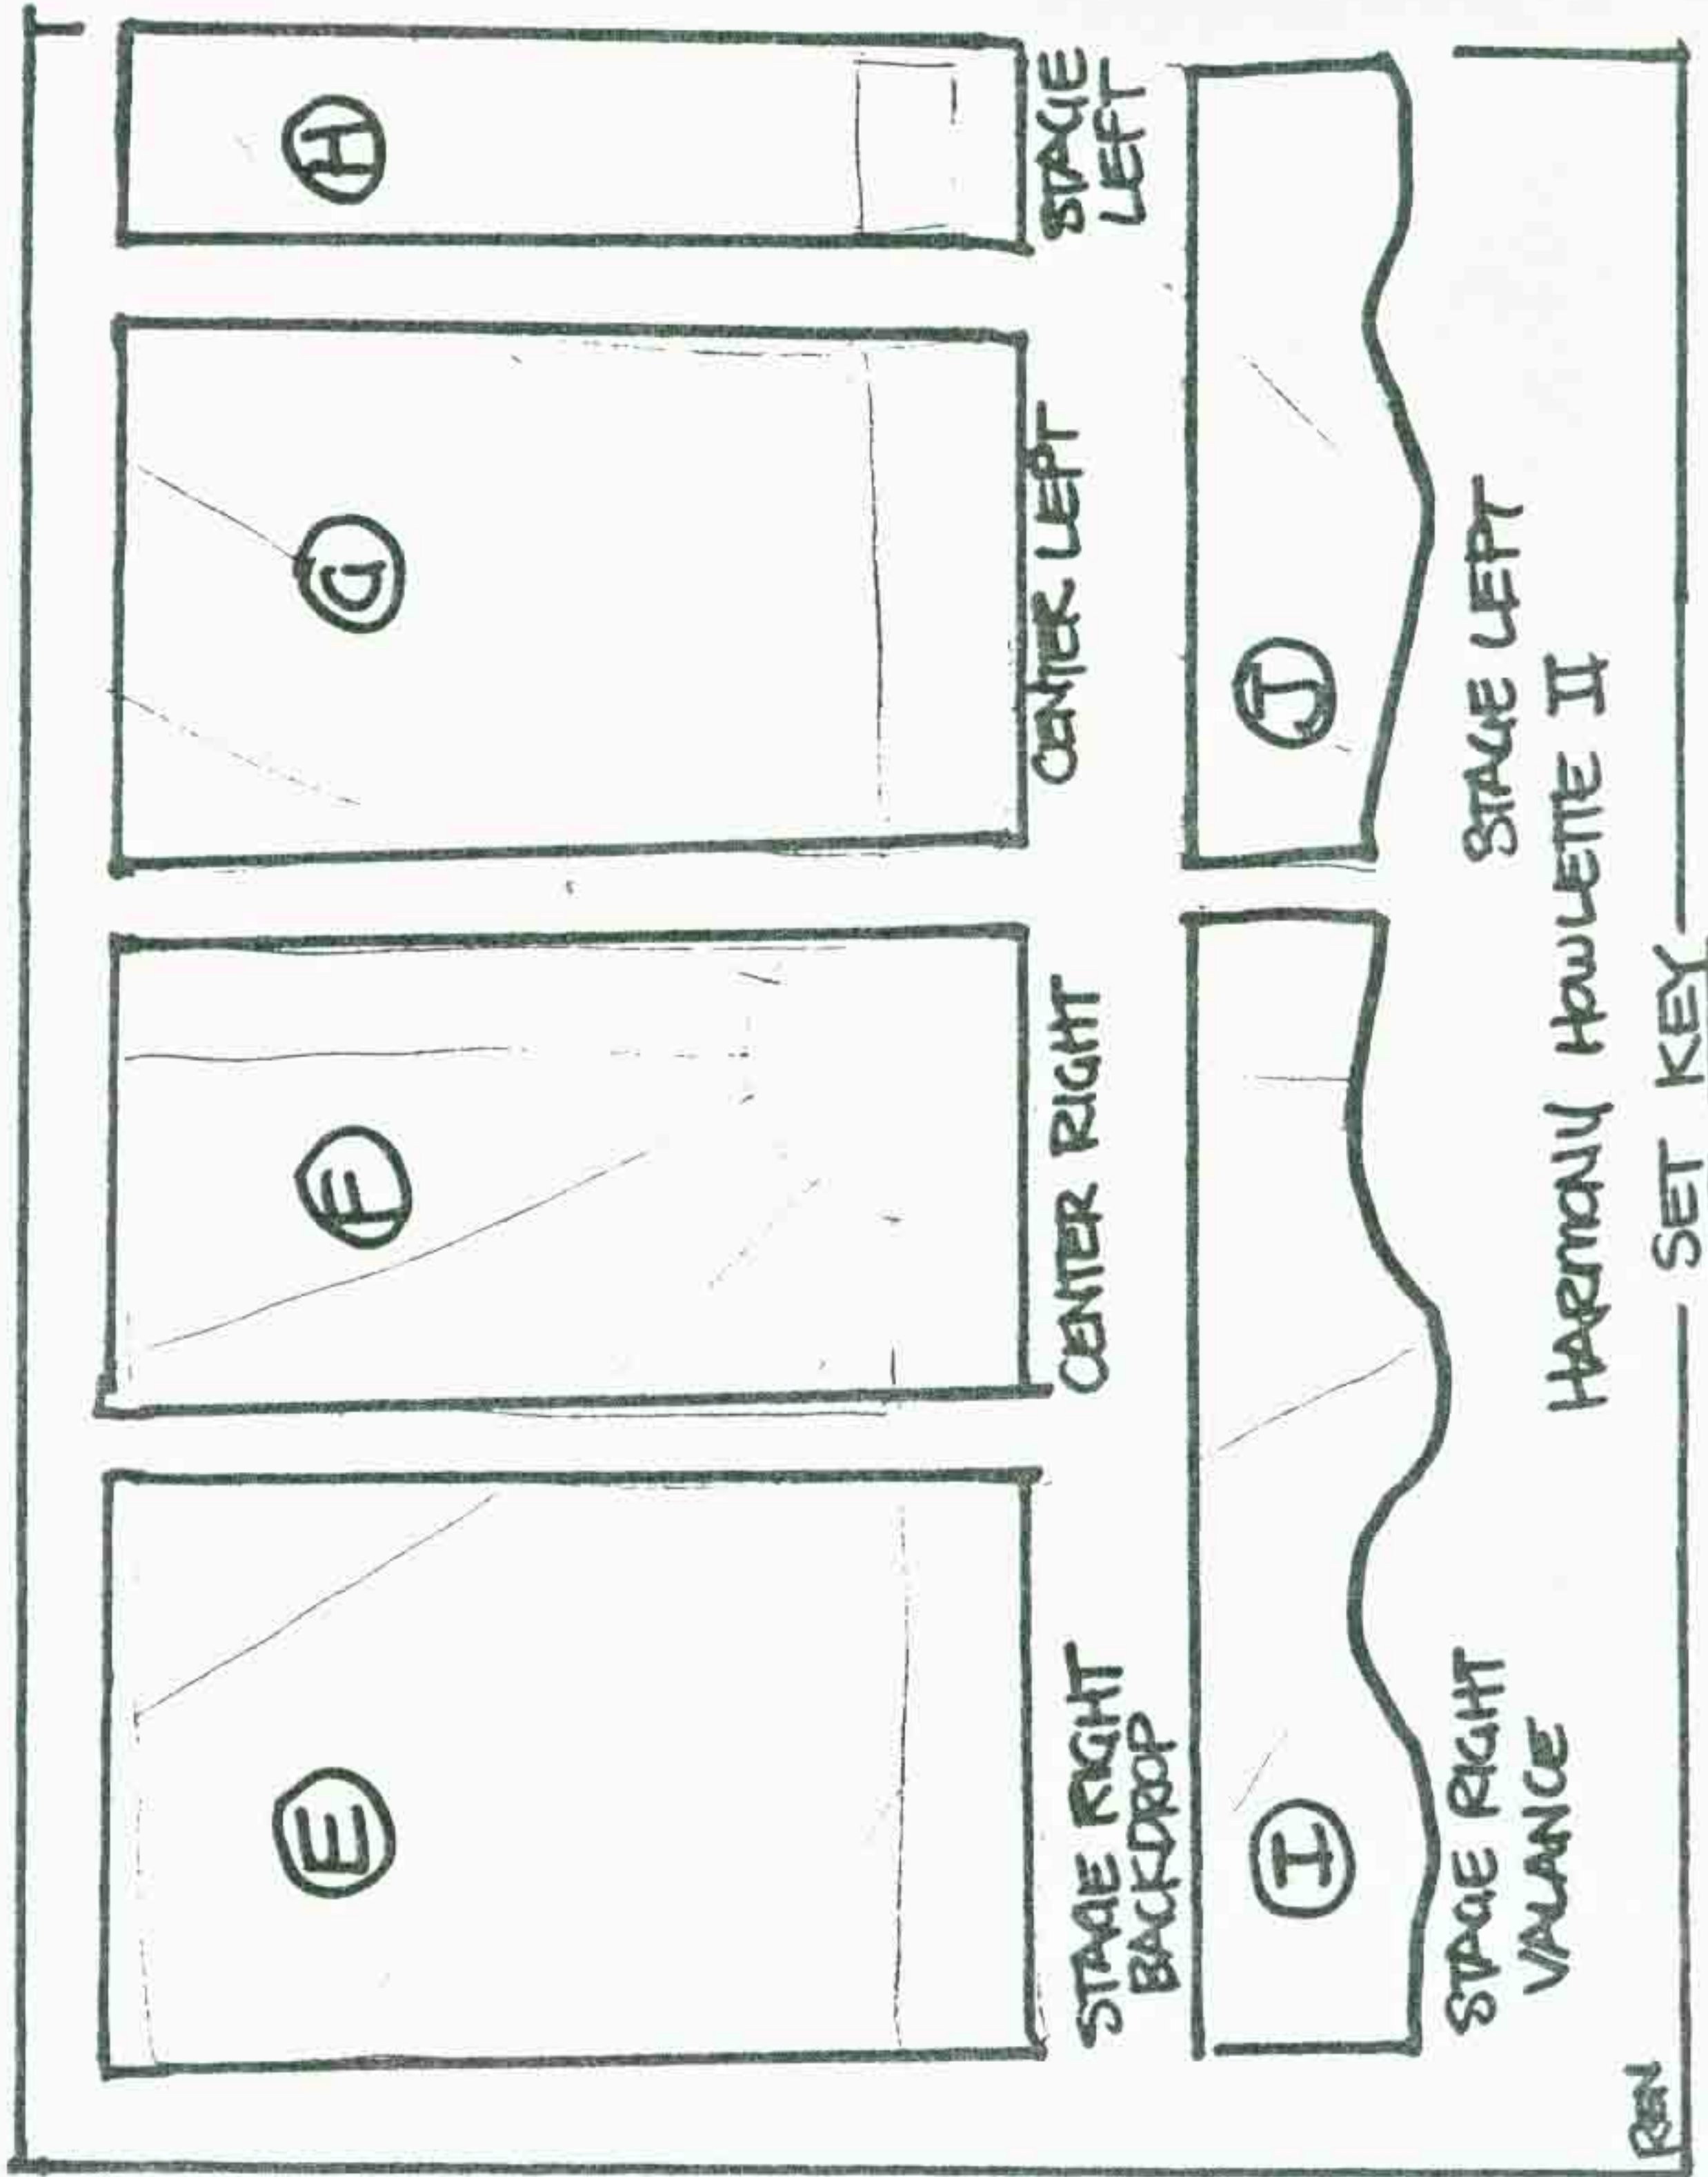 E
F
G
H
STAGE RIGHT
BACKDROP
CENTER RIGHT
CENTER LEFT
STAGE
LEFT
I
J
STAGE RIGHT
VALANCE
STAGE LEFT
HARMONY HOWLETTE II
SET KEY